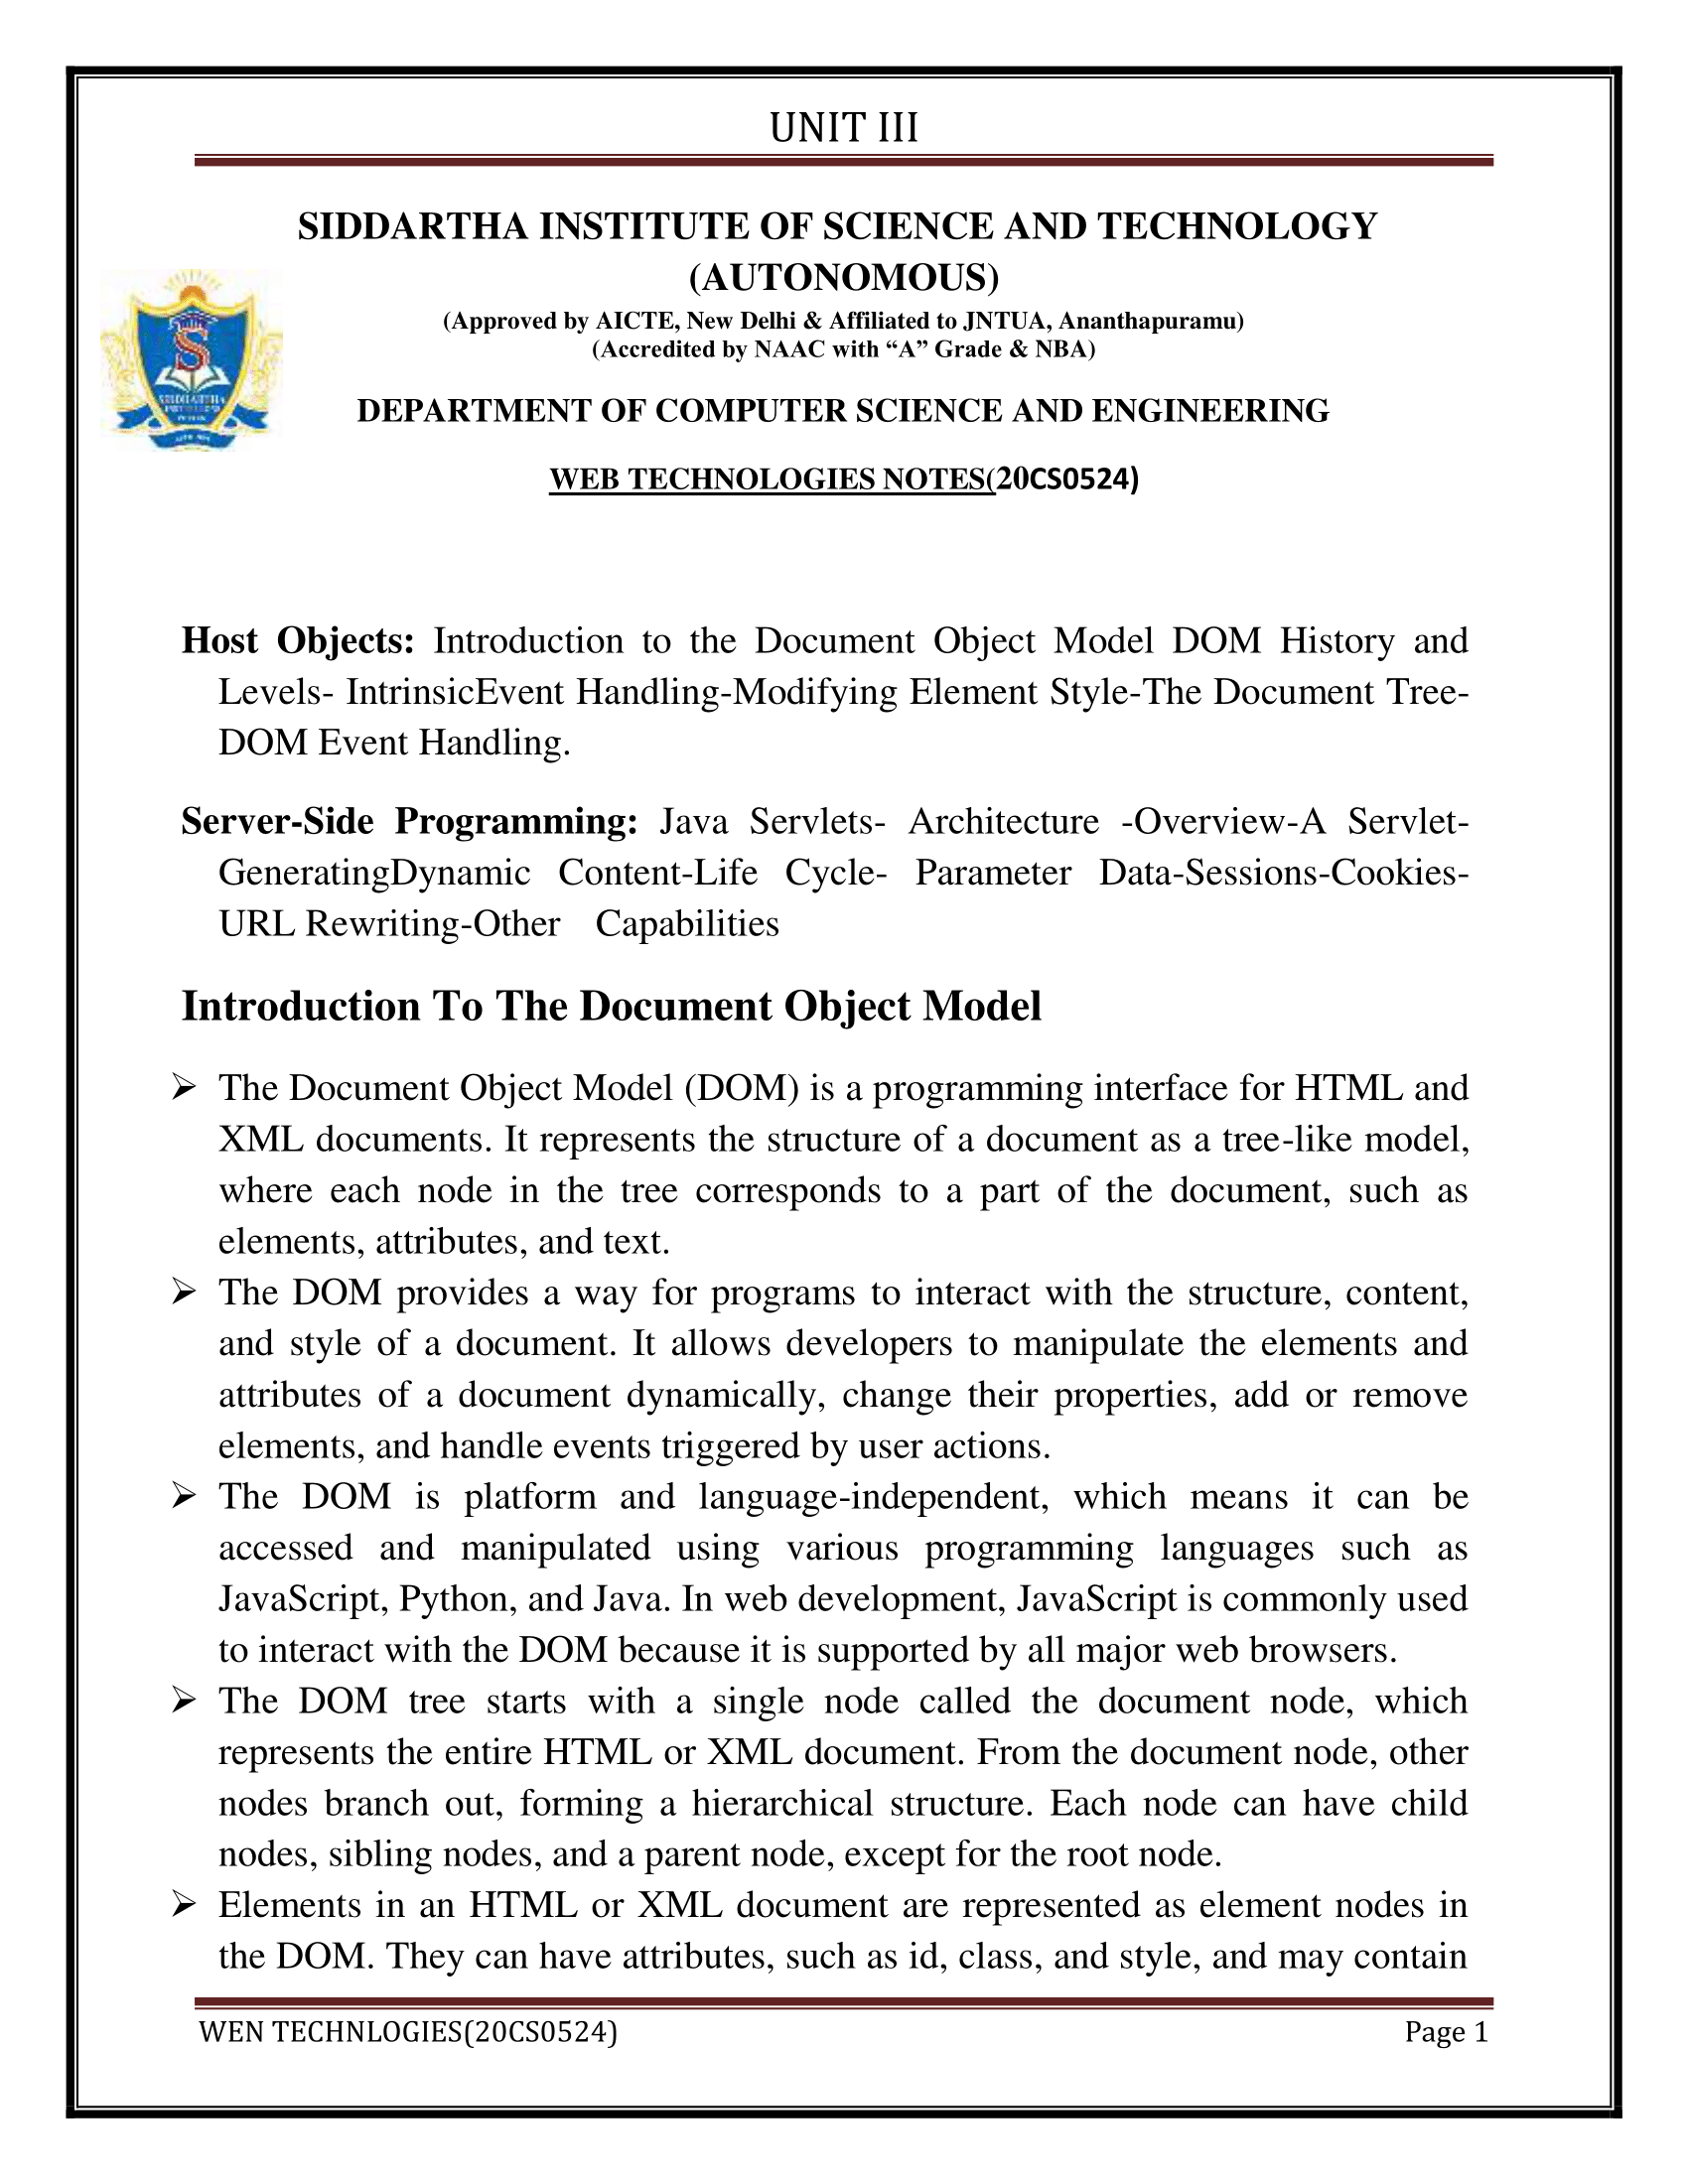 UNIT III
SIDDARTHA INSTITUTE OF SCIENCE AND TECHNOLOGY
(AUTONOMOUS)
(Approved by AICTE, New Delhi & Affiliated to JNTUA, Ananthapuramu)
(Accredited by NAAC with “A” Grade & NBA)
S
SIDDHARTHA
DEPARTMENT OF COMPUTER SCIENCE AND ENGINEERING
WEB TECHNOLOGIES NOTES(20CS0524)
Host Objects: Introduction to the Document Object Model DOM History and
Levels- IntrinsicEvent Handling-Modifying Element Style-The Document Tree-
DOM Event Handling.
Server-Side Programming: Java Servlets- Architecture -Overview-A Servlet-
GeneratingDynamic Content-Life Cycle- Parameter Data-Sessions-Cookies-
URL Rewriting-Other Capabilities
Introduction To The Document Object Model
➢ The Document Object Model (DOM) is a programming interface for HTML and
XML documents. It represents the structure of a document as a tree-like model,
where each node in the tree corresponds to a part of the document, such as
elements, attributes, and text.
➢ The DOM provides a way for programs to interact with the structure, content,
and style of a document. It allows developers to manipulate the elements and
attributes of a document dynamically, change their properties, add or remove
elements, and handle events triggered by user actions.
➢ The DOM is platform and language-independent, which means it can be
accessed and manipulated using various programming languages such as
JavaScript, Python, and Java. In web development, JavaScript is commonly used
to interact with the DOM because it is supported by all major web browsers.
➢ The DOM tree starts with a single node called the document node, which
represents the entire HTML or XML document. From the document node, other
nodes branch out, forming a hierarchical structure. Each node can have child
nodes, sibling nodes, and a parent node, except for the root node.
➢ Elements in an HTML or XML document are represented as element nodes in
the DOM. They can have attributes, such as id, class, and style, and may contain
WEN TECHNLOGIES(20CS0524) Page 1